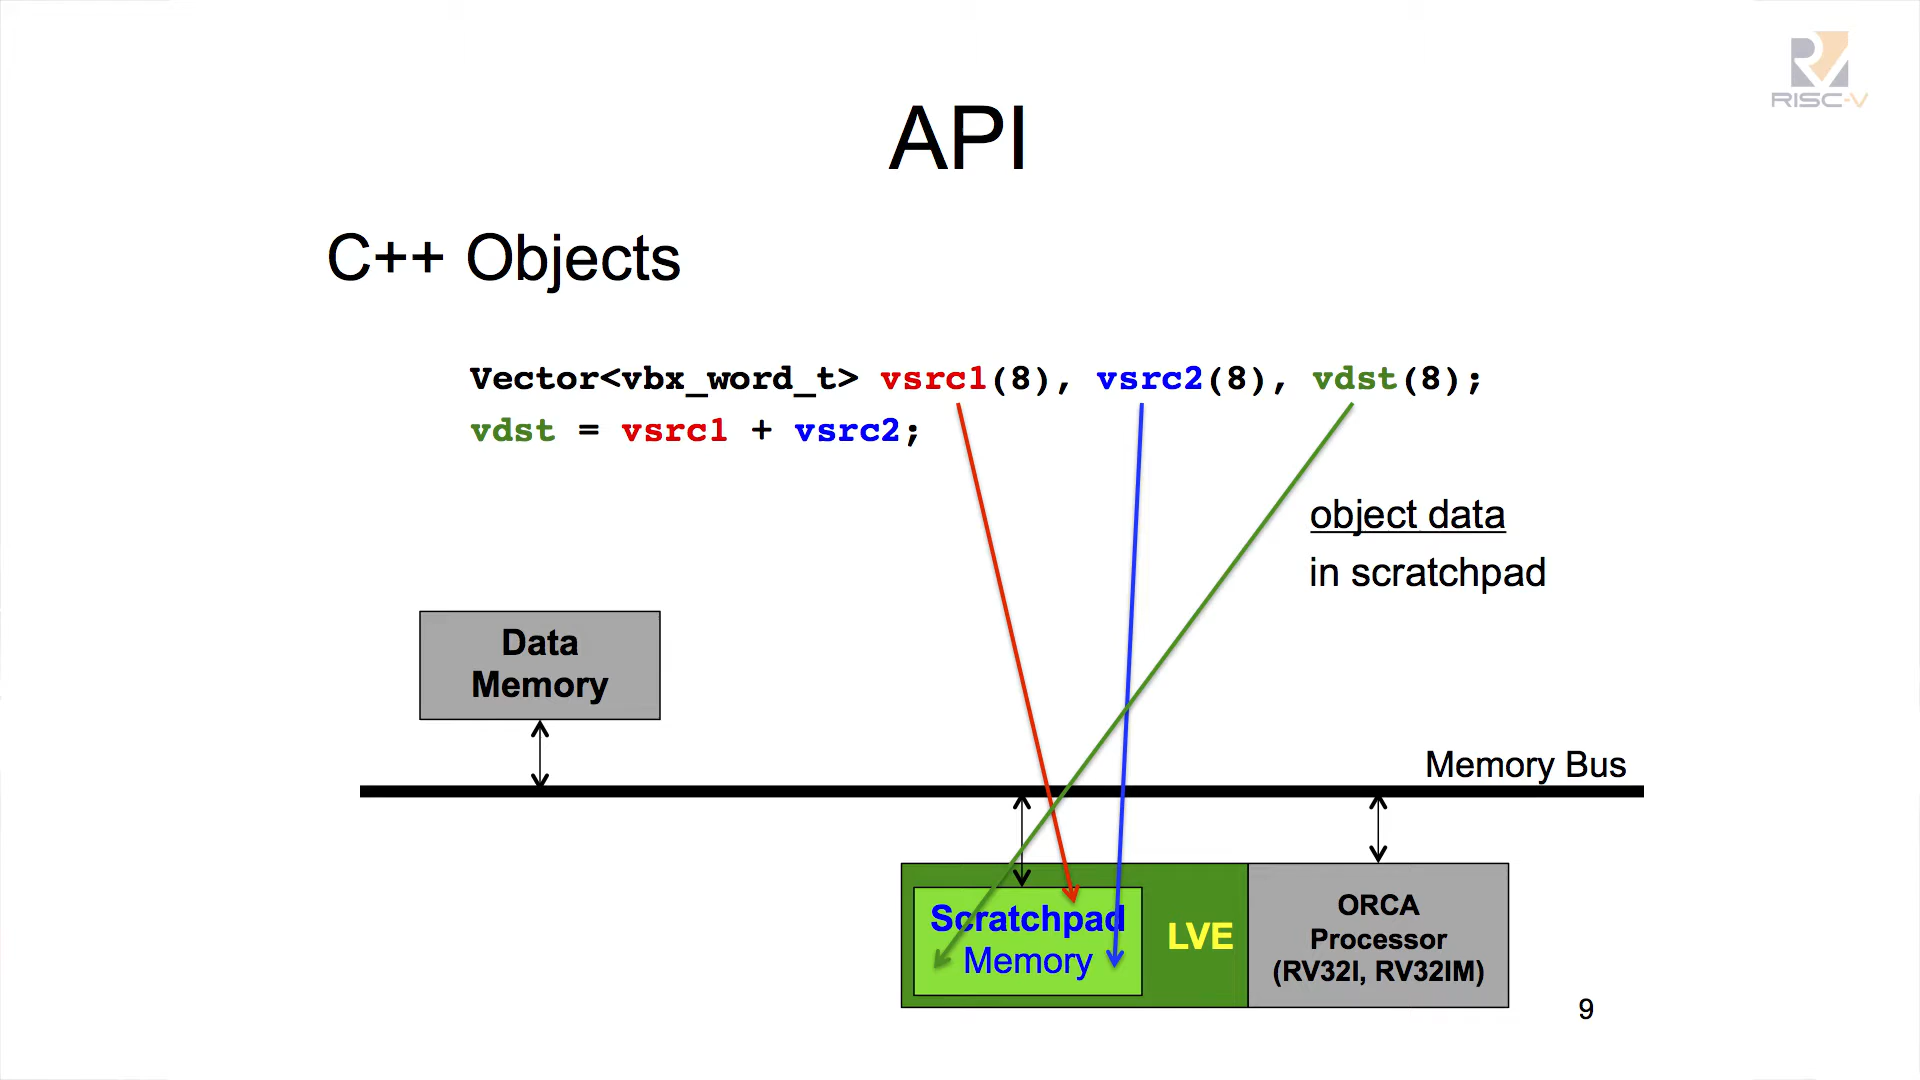 RISC-V
API
C++ Objects
Vector<vbx_word_t> vsrc1(8), vsrc2(8), vdst(8);
vdst = vsrc1 + vsrc2;
object data
in scratchpad
Data
Memory
Memory Bus
Scratchpad
Memory
LVE
ORCA
Processor
(RV32I, RV32IM)
9